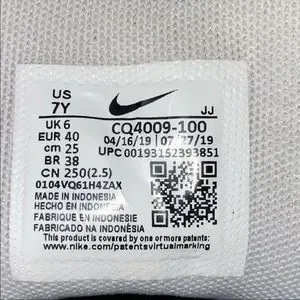 US
7Y
JJ
UK 6
EUR 40
cm 25
BR 38
CN 250(2.5)
CQ4009-100
04/16/19 07/27/19
UPC 00193152393851
0104VQ61H4ZAX
MADE IN INDONESIA
HECHO EN INDONESIA
FABRIQUE EN INDONESIE
FABRICADO NA INDONÉSIA
This product is covered by one or more patents:
www.nike.com/patentsvirtualmarking